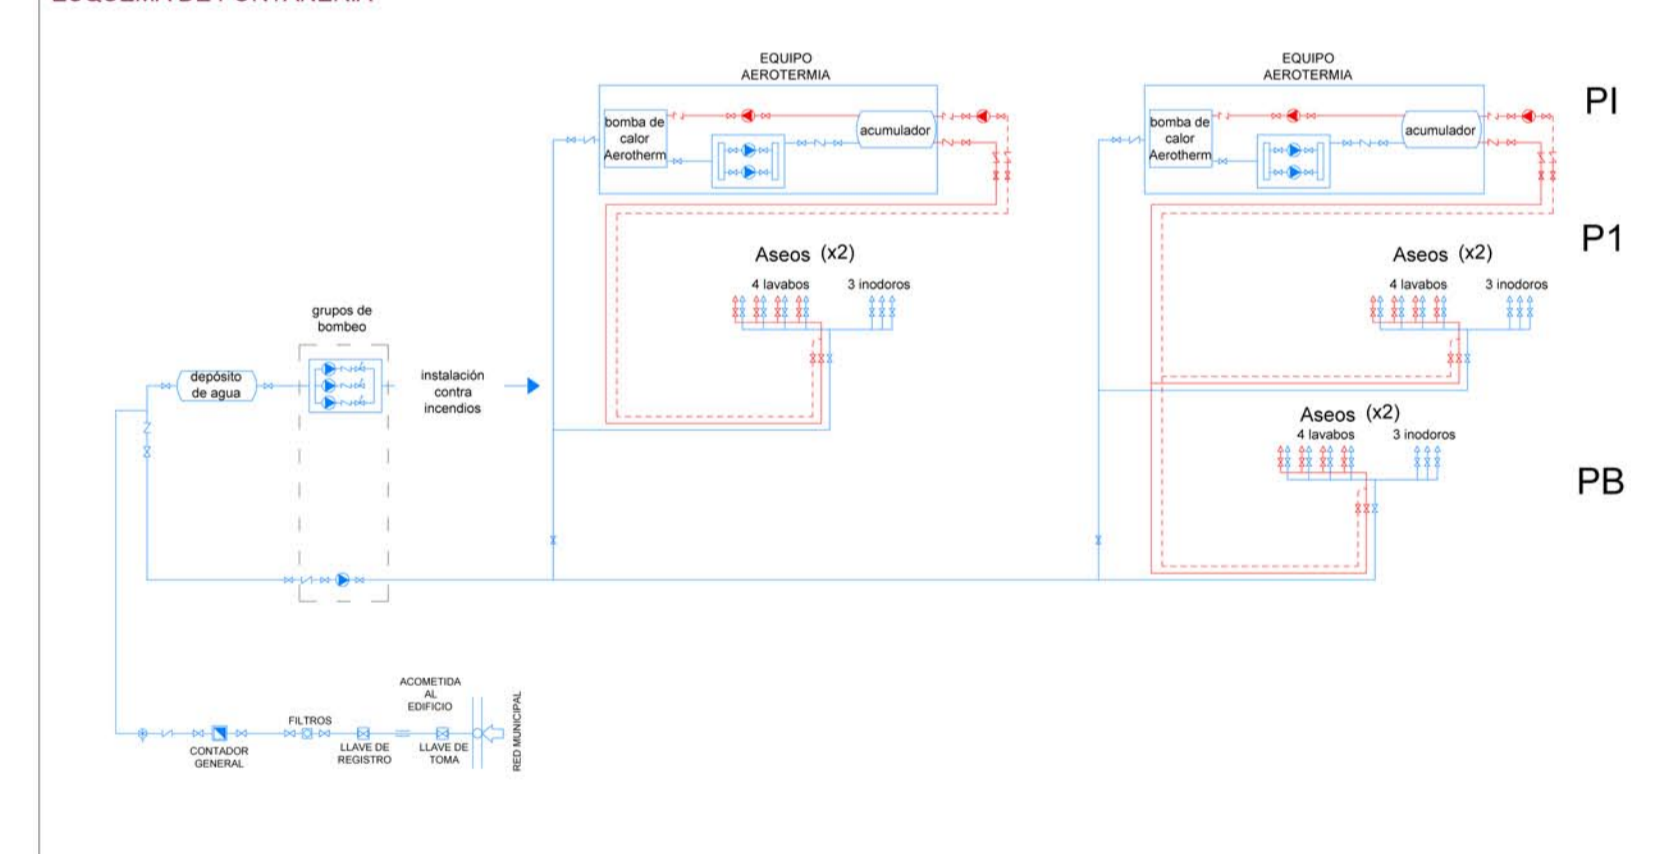 ESQUEMA DE FONTANERÍA
EQUIPO
AEROTERMIA
bomba de
calor
Aerotherm
acumulador
EQUIPO
AEROTERMIA
bomba de
calor
Aerotherm
acumulador
PI
P1
Aseos (x2)
4 lavabos
3 inodoros
Aseos (x2)
4 lavabos
3 inodoros
grupos de
bombeo
depósito
de agua
instalación
contra
incendios
Aseos (x2)
4 lavabos
3 inodoros
PB
ACOMETIDA
AL
EDIFICIO
RED MUNICIPAL
FILTROS
CONTADOR
GENERAL
LLAVE DE
REGISTRO
LLAVE DE
TOMA